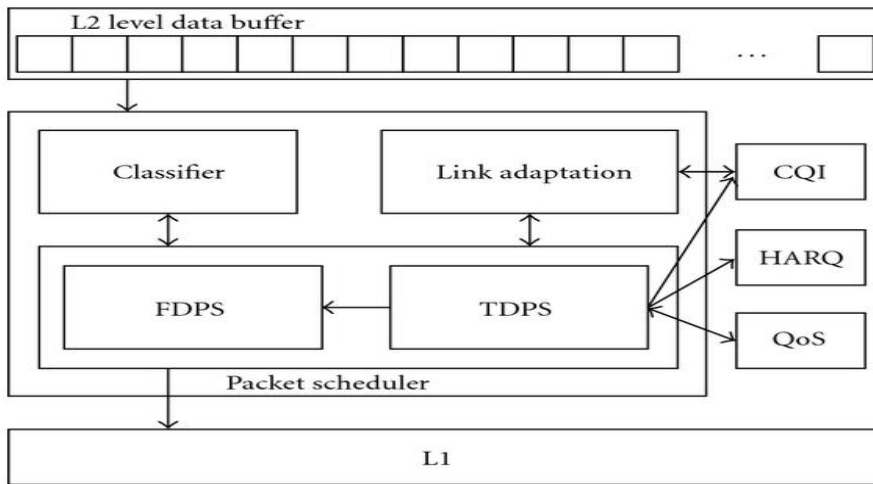 L2 level data buffer
...
Classifier
Link adaptation
CQI
HARQ
FDPS
TDPS
QoS
Packet scheduler
L1